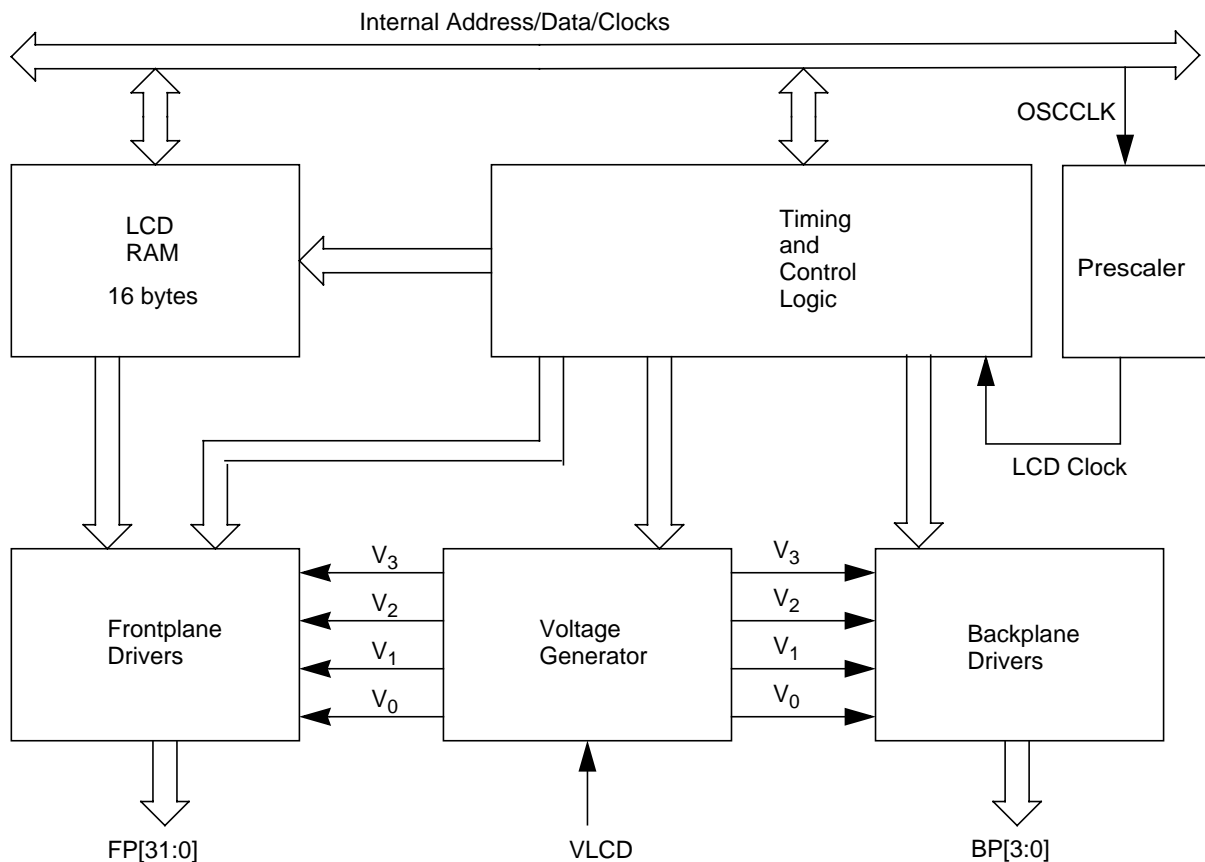 Internal Address/Data/Clocks
OSCCLK
LCD
RAM
16 bytes
Timing
and
Control
Logic
Prescaler
LCD Clock
Frontplane
Drivers
V3
V2
V1
V0
Voltage
Generator
V3
V2
V1
V0
Backplane
Drivers
FP[31:0]
VLCD
BP[3:0]